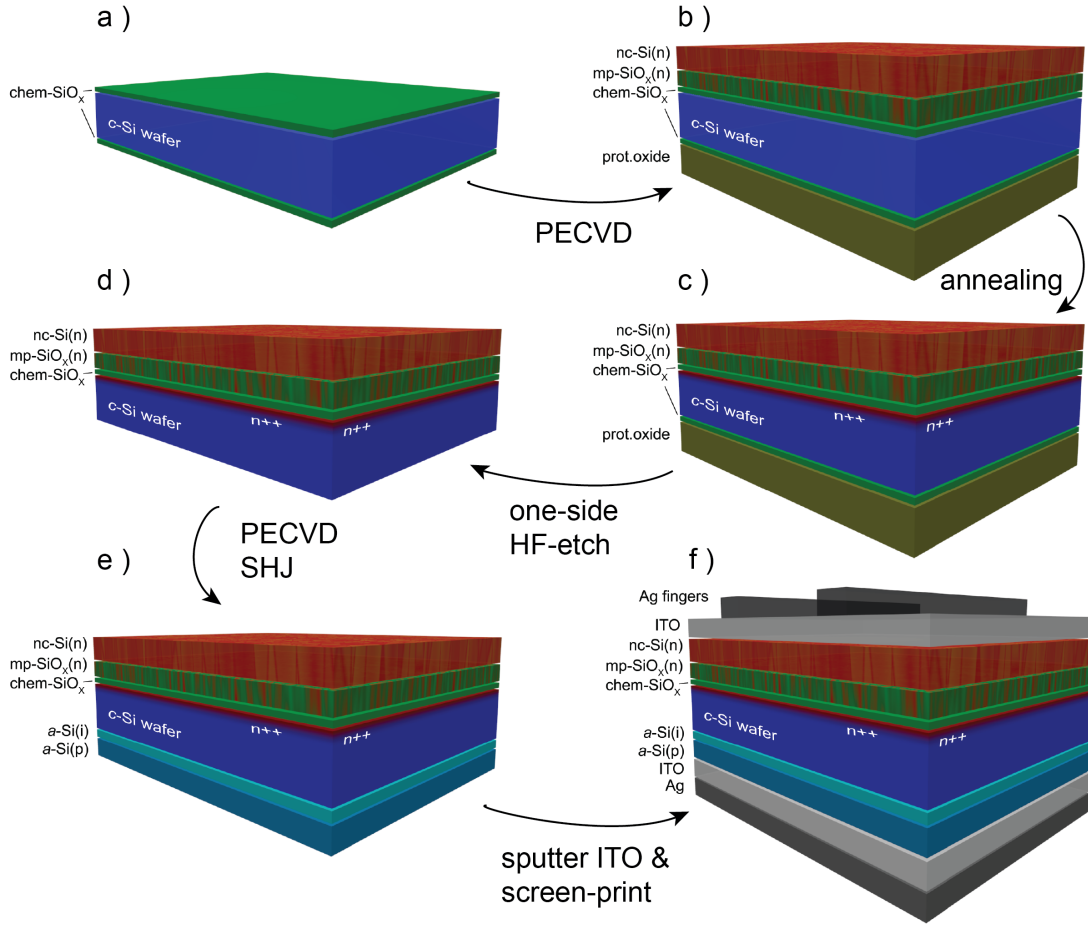 a )
chem-SiOx
c-Si wafer
PECVD
b )
nc-Si(n)
mp-SiOx(n)
chem-SiOx
c-Si wafer
prot.oxide
annealing
c )
nc-Si(n)
mp-SiOx(n)
chem-SiOx
c-Si wafer
n++
n++
prot.oxide
one-side
HF-etch
d )
nc-Si(n)
mp-SiOx(n)
chem-SiOx
c-Si wafer
n++
n++
PECVD
SHJ
e )
nc-Si(n)
mp-SiOx(n)
chem-SiOx
c-Si wafer
n++
n++
a-Si(i)
a-Si(p)
sputter ITO &
screen-print
f )
Ag fingers
ITO
nc-Si(n)
mp-SiOx(n)
chem-SiOx
c-Si wafer
n++
n++
a-Si(i)
a-Si(p)
ITO
Ag